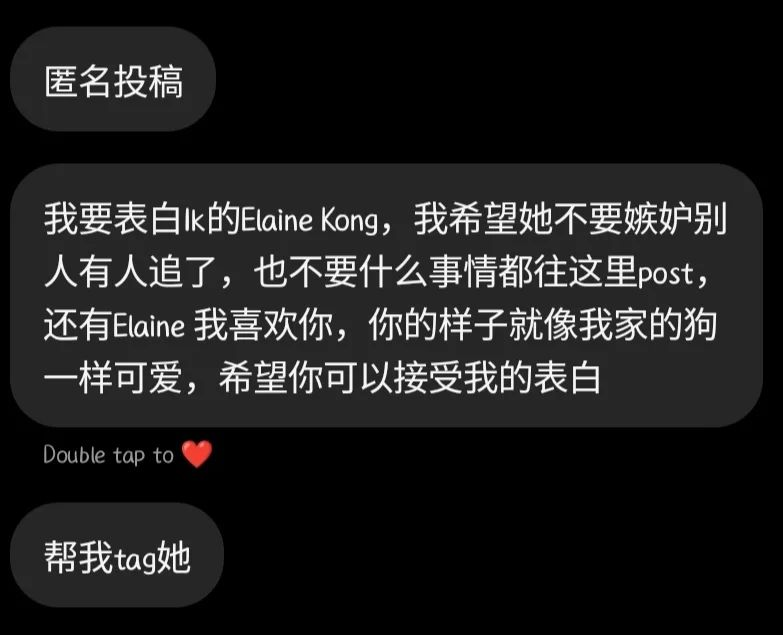 匿名投稿
我要表白1k的Elaine Kong，我希望她不要嫉妒别
人有人追了，也不要什么事情都往这里post，
还有Elaine 我喜欢你，你的样子就像我家的狗
一样可爱，希望你可以接受我的表白
Double tap to ❤️
帮我tag她